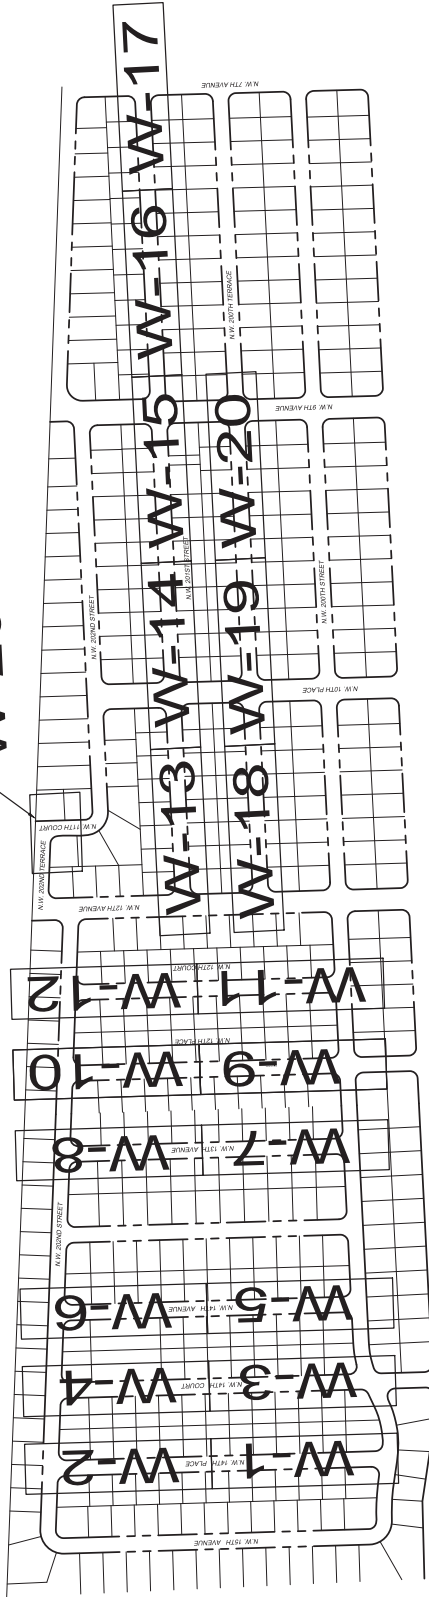 W-17
N.W. 7TH AVENUE
W-16
N.W. 200TH TERRACE
W-15
W-20
N.W. 9TH AVENUE
N.W. 201ST STREET
W-14
W-19
N.W. 202ND STREET
N.W. 200TH STREET
N.W. 10TH PLACE
W-13
W-18
N.W. 11TH COURT
N.W. 202ND TERRACE
N.W. 12TH AVENUE
N.W. 12TH COURT
W-12
W-11
N.W. 12TH PLACE
W-10
W-9
N.W. 13TH AVENUE
W-8
W-7
N.W. 202ND STREET
W-6
W-5
N.W. 14TH AVENUE
W-4
W-3
N.W. 14TH COURT
W-2
W-1
N.W. 14TH PLACE
N.W. 15TH AVENUE